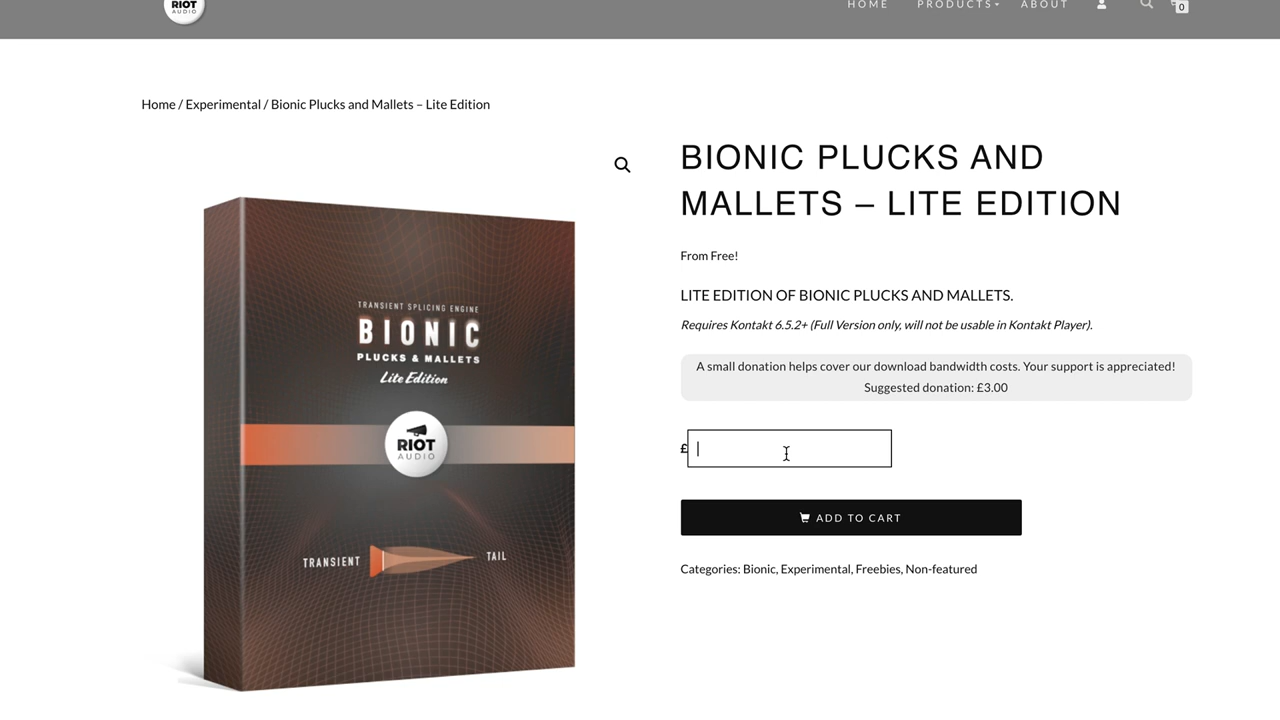 RIOT
AUDIO
HOME
PRODUCTS
ABOUT
0
Home / Experimental / Bionic Plucks and Mallets – Lite Edition
TRANSIENT SPLICING ENGINE
BIONIC
PLUCKS & MALLETS
Lite Edition
RIOT
AUDIO
TRANSIENT
TAIL
BIONIC PLUCKS AND
MALLETS – LITE EDITION
From Free!
LITE EDITION OF BIONIC PLUCKS AND MALLETS.
Requires Kontakt 6.5.2+ (Full Version only, will not be usable in Kontakt Player).
A small donation helps cover our download bandwidth costs. Your support is appreciated!
Suggested donation: £3.00
£
ADD TO CART
Categories: Bionic, Experimental, Freebies, Non-featured